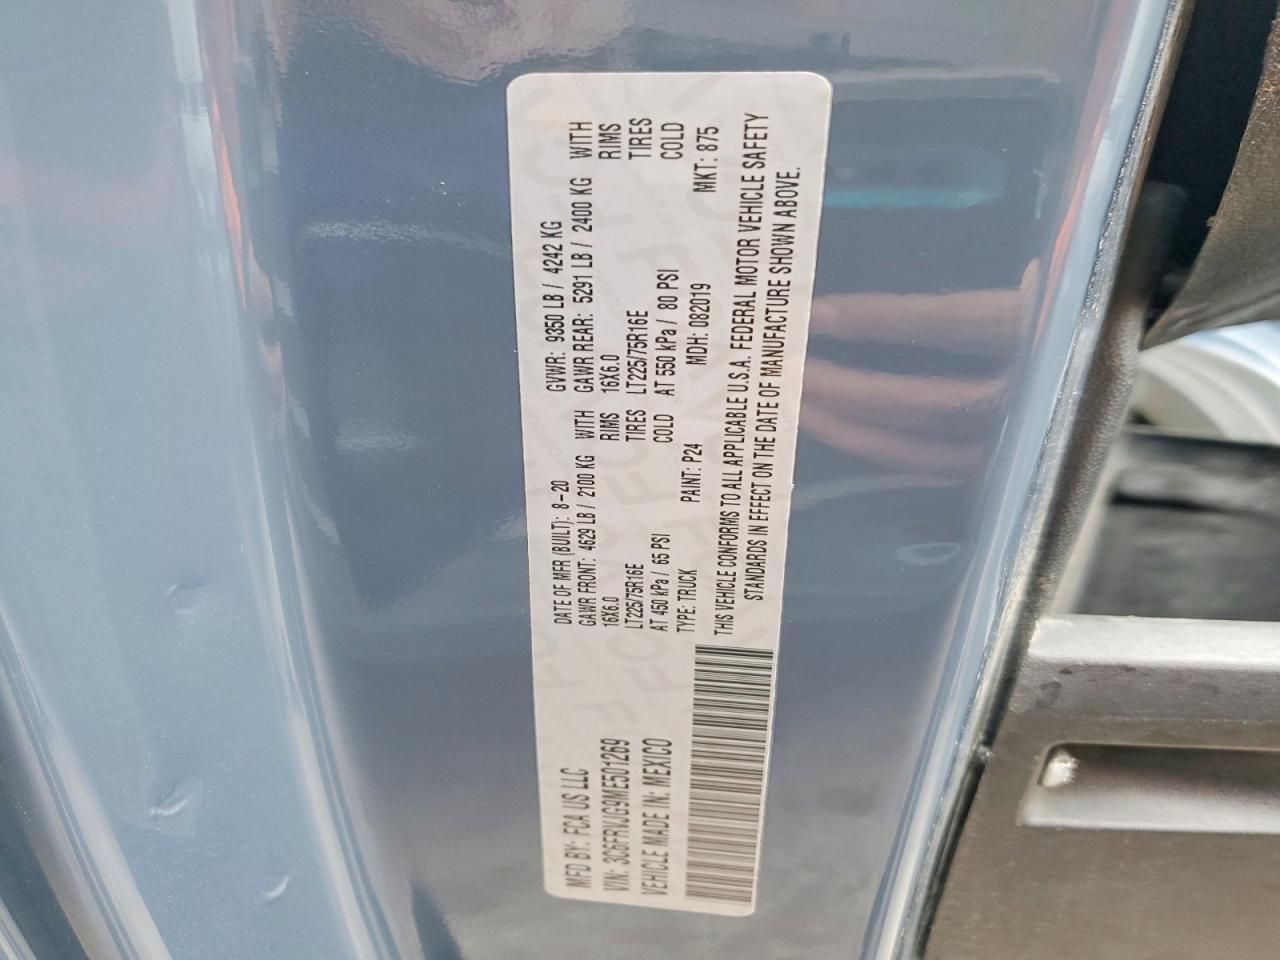 MFD BY: FCA US LLC
DATE OF MFR (BUILT): 8-20 GVWR: 9350 LB / 4242 KG
GAWR FRONT: 4629 LB / 2100 KG WITH GAWR REAR: 5291 LB / 2400 KG WITH
16X6.0 RIMS 16X6.0 RIMS
LT225/75R16E TIRES LT225/75R16E TIRES
AT 450 kPa / 65 PSI COLD AT 550 kPa / 80 PSI COLD
VIN: 3C6FRVJG9ME501269
TYPE: TRUCK PAINT: P24 MDH: 082019 MKT: 875
VEHICLE MADE IN: MEXICO
THIS VEHICLE CONFORMS TO ALL APPLICABLE U.S.A. FEDERAL MOTOR VEHICLE SAFETY
STANDARDS IN EFFECT ON THE DATE OF MANUFACTURE SHOWN ABOVE.